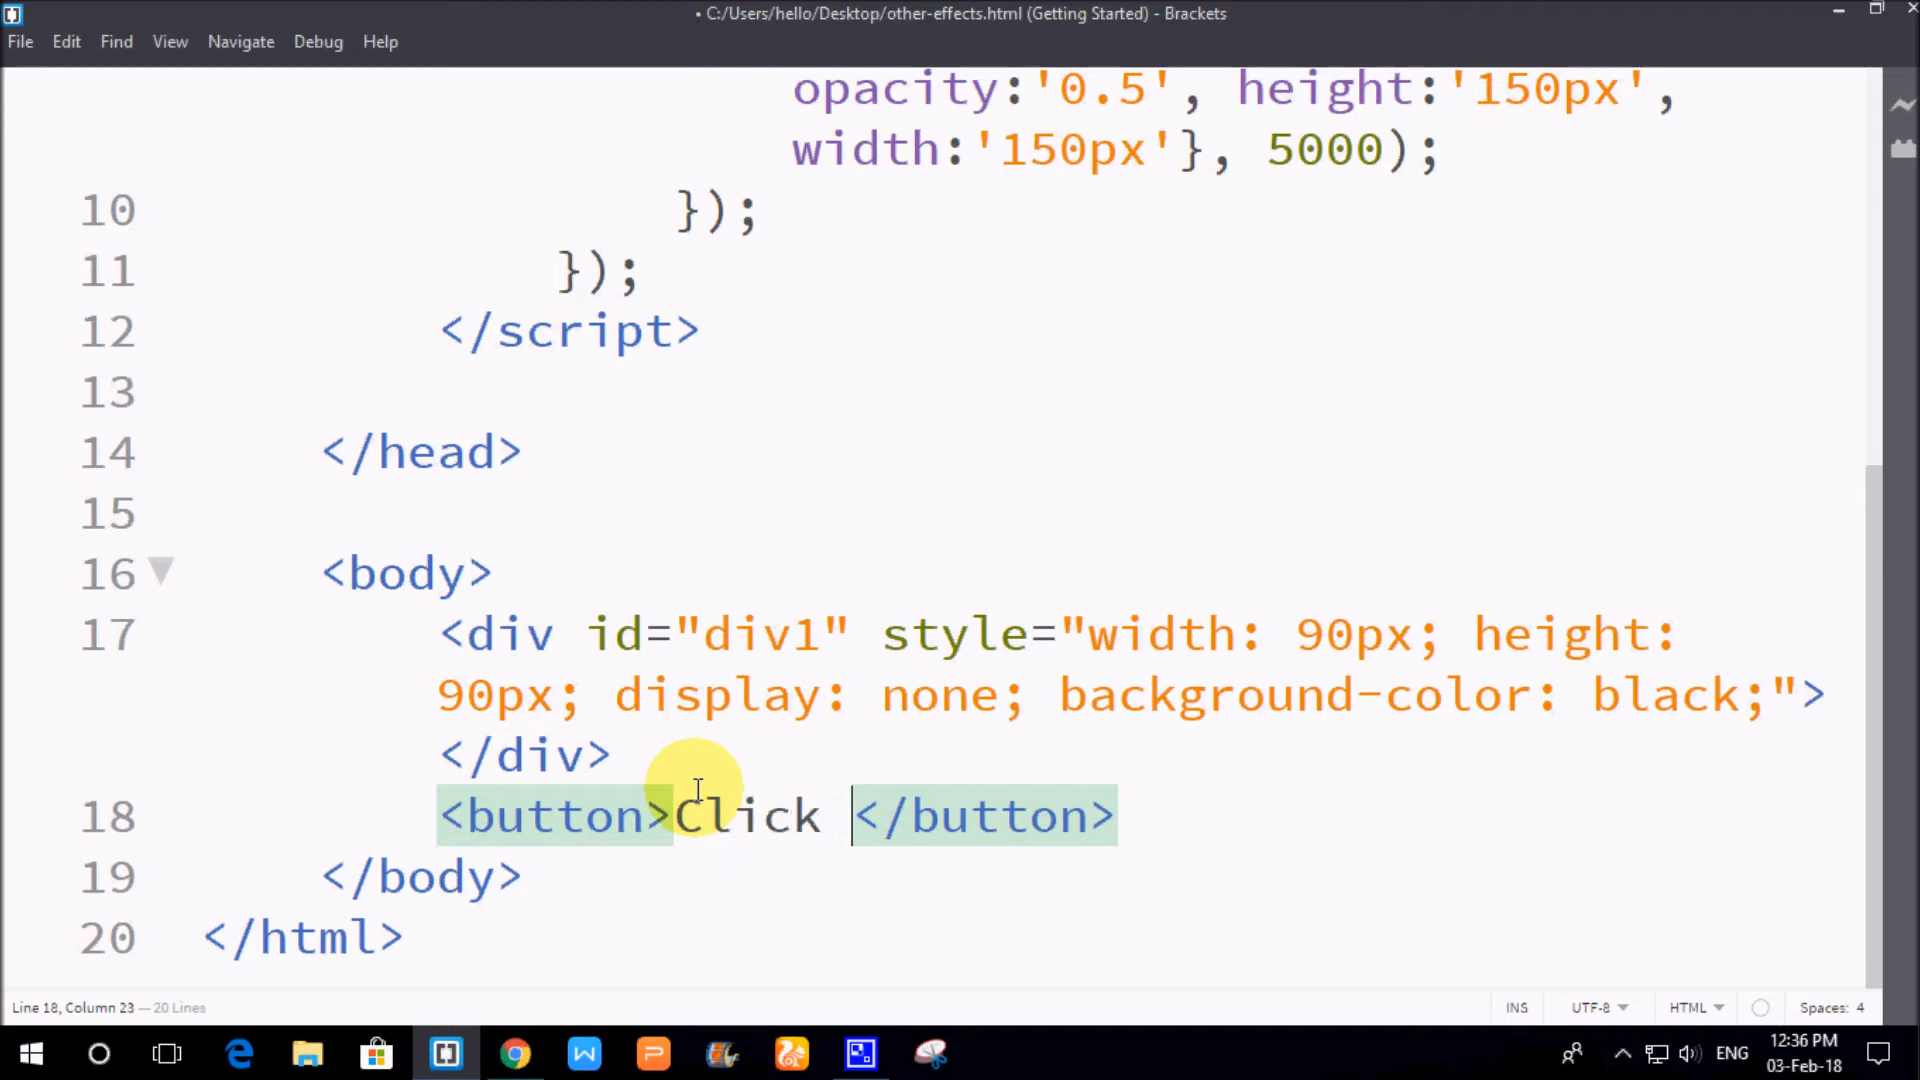 • C:/Users/hello/Desktop/other-effects.html (Getting Started) - Brackets
File Edit Find View Navigate Debug Help
opacity:'0.5', height:'150px',
width:'150px'}, 5000);
10 });
11 });
12 </script>
13
14 </head>
15
16 <body>
17 <div id="div1" style="width: 90px; height:
90px; display: none; background-color: black;">
</div>
18 <button>Click </button>
19 </body>
20 </html>
Line 18, Column 23 — 20 Lines INS UTF-8 HTML Spaces: 4
ENG 12:36 PM
03-Feb-18